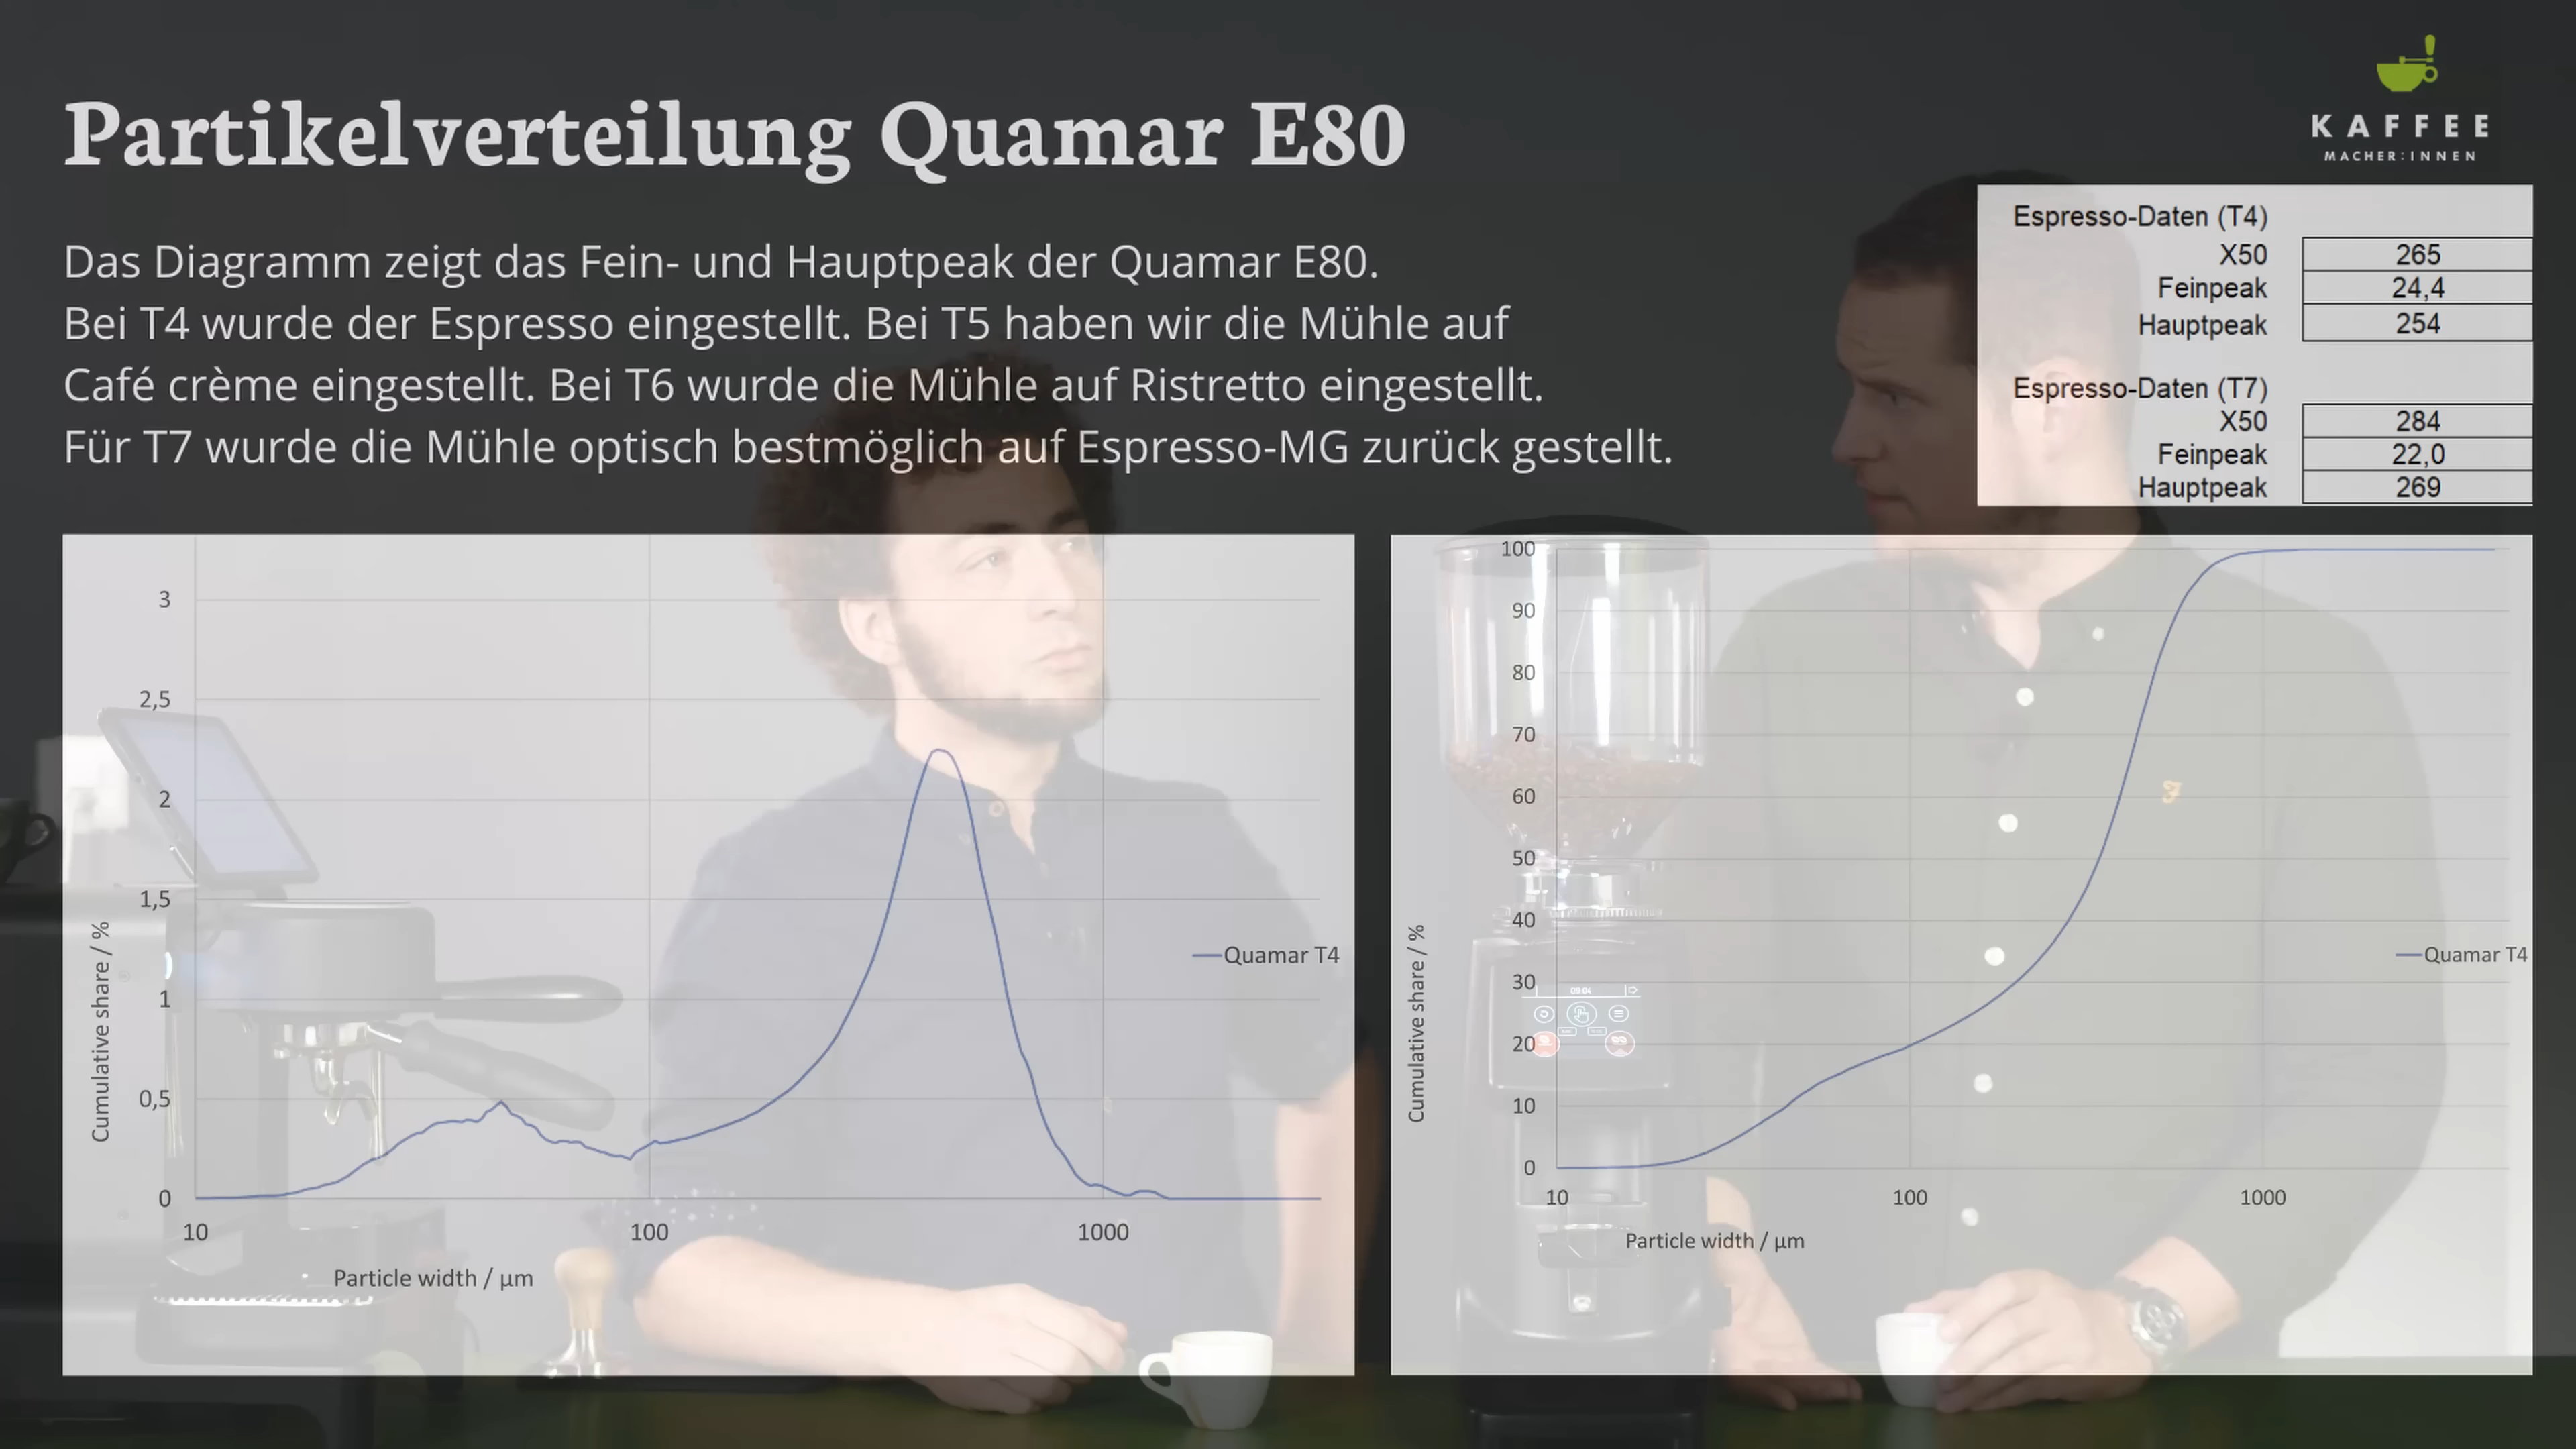 Partikelverteilung Quamar E80
KAFFEE
MACHER:INNEN
Das Diagramm zeigt das Fein- und Hauptpeak der Quamar E80.
Bei T4 wurde der Espresso eingestellt. Bei T5 haben wir die Mühle auf
Café crème eingestellt. Bei T6 wurde die Mühle auf Ristretto eingestellt.
Für T7 wurde die Mühle optisch bestmöglich auf Espresso-MG zurück gestellt.
Espresso-Daten (T4)
X50 265
Feinpeak 24,4
Hauptpeak 254
Espresso-Daten (T7)
X50 284
Feinpeak 22,0
Hauptpeak 269
3
2,5
2
1,5
1
0,5
0
Cumulative share / %
10 100 1000
Particle width / µm
Quamar T4
100
90
80
70
60
50
40
30
20
10
0
Cumulative share / %
10 100 1000
Particle width / µm
Quamar T4
09:04